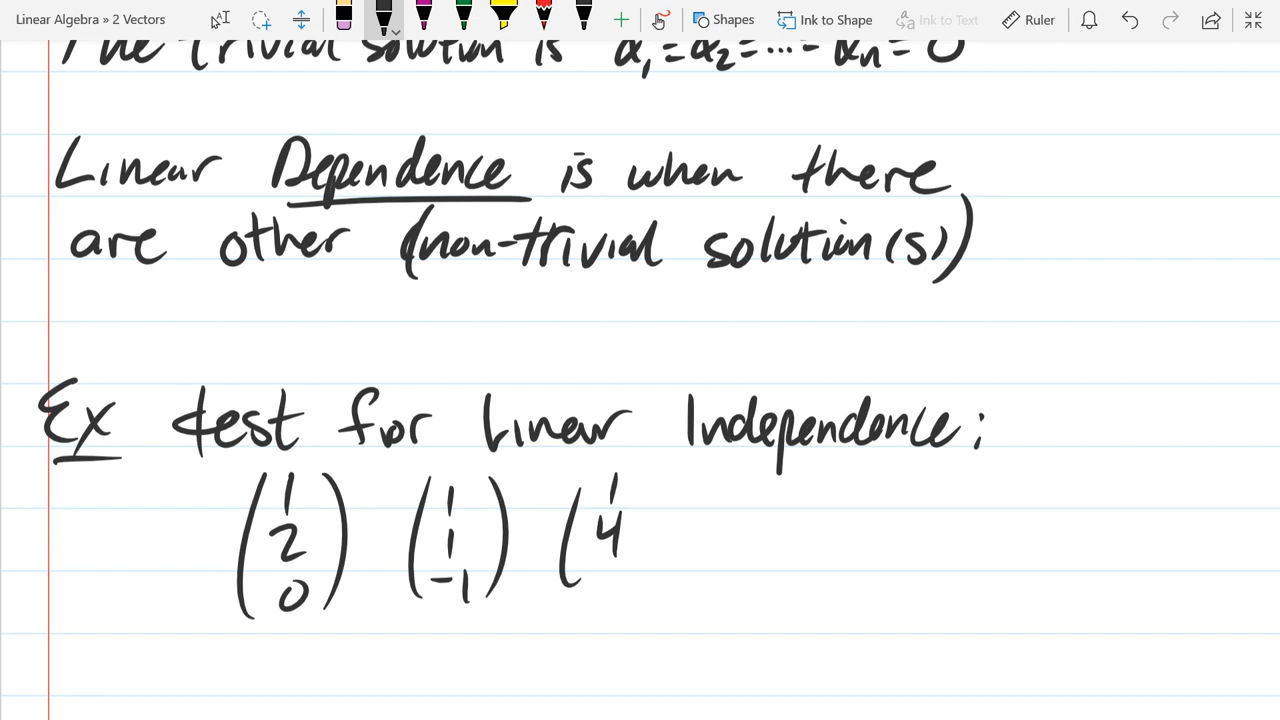 Linear Algebra » 2 Vectors
Shapes
Ink to Shape
Ink to Text
Ruler
The trivial solution is α₁=α₂=...=αn=0
Linear Dependence is when there
are other (non-trivial solution(s))
Ex test for Linear Independence:
( 1 ) ( 1 ) ( 1
2 1 4
0 -1